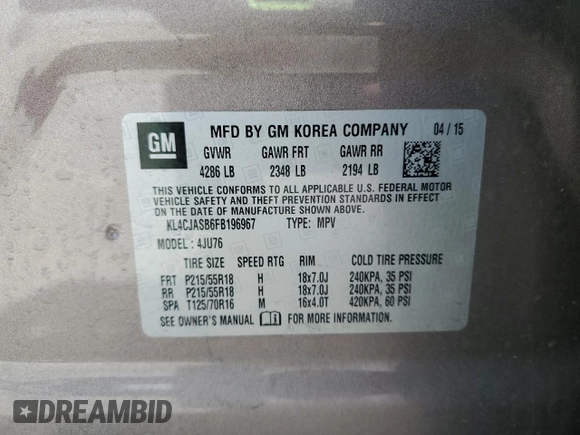 GM
MFD BY GM KOREA COMPANY 04 / 15
GVWR GAWR FRT GAWR RR
4286 LB 2348 LB 2194 LB
THIS VEHICLE CONFORMS TO ALL APPLICABLE U.S. FEDERAL MOTOR
VEHICLE SAFETY AND THEFT PREVENTION STANDARDS IN EFFECT ON THE
DATE OF MANUFACTURE SHOWN ABOVE.
KL4CJASB6FB196967 TYPE: MPV
MODEL : 4JU76
TIRE SIZE SPEED RTG RIM COLD TIRE PRESSURE
FRT P215/55R18 H 18x7.0J 240KPA, 35 PSI
RR P215/55R18 H 18x7.0J 240KPA, 35 PSI
SPA T125/70R16 M 16x4.0T 420KPA, 60 PSI
SEE OWNER'S MANUAL FOR MORE INFORMATION.
DREAMBID